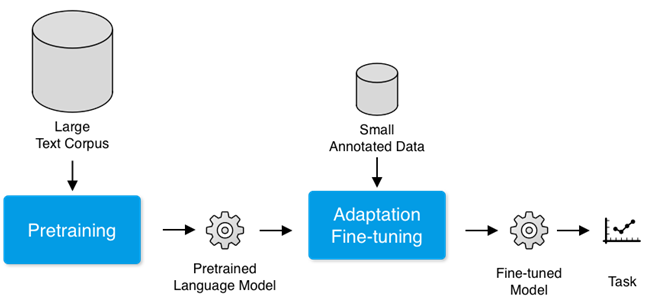 Large
Text Corpus
Small
Annotated Data
Pretraining
Adaptation
Fine-tuning
Pretrained
Language Model
Fine-tuned
Model
Task